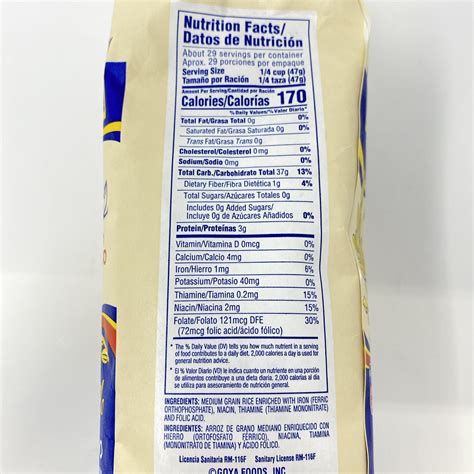 Nutrition Facts/
Datos de Nutrición
About 29 servings per container
Aprox. 29 porciones por empaque
Serving Size 1/4 cup (47g)
Tamaño por Ración 1/4 taza (47g)
Amount Per Serving/Cantidad por Ración
Calories/Calorías 170
% Daily Value*/%Valor Diario*
Total Fat/Grasa Total 0g 0%
Saturated Fat/Grasa Saturada 0g 0%
Trans Fat/Grasa Trans 0g
Cholesterol/Colesterol 0mg 0%
Sodium/Sodio 0mg 0%
Total Carb./Carbohidrato Total 37g 13%
Dietary Fiber/Fibra Dietética 1g 4%
Total Sugars/Azúcares Totales 0g
Includes 0g Added Sugars/
Incluye 0g de Azúcares Añadidos 0%
Protein/Proteínas 3g
Vitamin/Vitamina D 0mcg 0%
Calcium/Calcio 4mg 0%
Iron/Hierro 1mg 6%
Potassium/Potasio 40mg 0%
Thiamine/Tiamina 0.2mg 15%
Niacin/Niacina 2mg 15%
Folate/Folato 121mcg DFE 30%
(72mcg folic acid/ácido fólico)
* The % Daily Value (DV) tells you how much nutrient in a serving
of food contributes to a daily diet. 2,000 calories a day is used for
general nutrition advice.
* El % Valor Diario (VD) le indica cuanto un nutriente en una porción
de alimentos contribuye a una dieta diaria. 2,000 calorías al día
se utiliza para asesoramiento de nutrición general.
INGREDIENTS: MEDIUM GRAIN RICE ENRICHED WITH IRON (FERRIC
ORTHOPHOSPHATE), NIACIN, THIAMINE (THIAMINE MONONITRATE)
AND FOLIC ACID.
INGREDIENTES: ARROZ DE GRANO MEDIANO ENRIQUECIDO CON
HIERRO (ORTOFOSFATO FÉRRICO), NIACINA, TIAMINA
(MONONITRATO DE TIAMINA) Y ÁCIDO FÓLICO.
Licencia Sanitaria RM-116F Sanitary License RM-116F
©GOYA FOODS, INC.